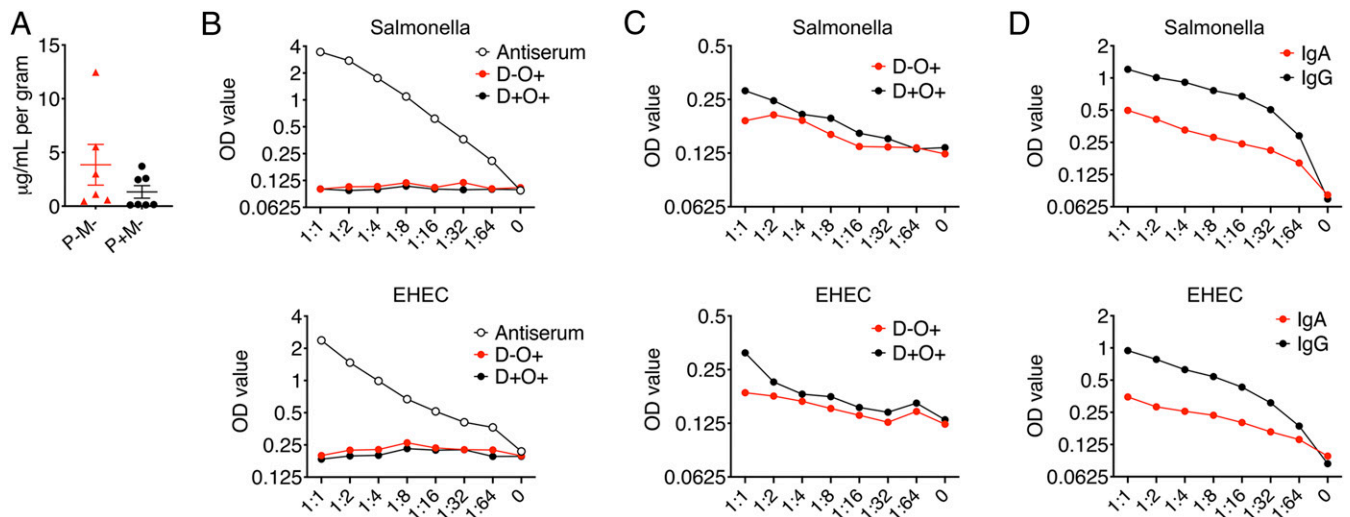 A
μg/mL per gram
15
10
5
0
P-M-
P+M-
B
Salmonella
OD value
4
2
1
0.5
0.25
0.125
0.0625
Antiserum
D-O+
D+O+
1:1
1:2
1:4
1:8
1:16
1:32
1:64
0
EHEC
OD value
4
2
1
0.5
0.25
0.125
Antiserum
D-O+
D+O+
1:1
1:2
1:4
1:8
1:16
1:32
1:64
0
C
Salmonella
OD value
0.5
0.25
0.125
0.0625
D-O+
D+O+
1:1
1:2
1:4
1:8
1:16
1:32
1:64
0
EHEC
OD value
0.5
0.25
0.125
0.0625
D-O+
D+O+
1:1
1:2
1:4
1:8
1:16
1:32
1:64
0
D
Salmonella
OD value
2
1
0.5
0.25
0.125
0.0625
IgA
IgG
1:1
1:2
1:4
1:8
1:16
1:32
1:64
0
EHEC
OD value
2
1
0.5
0.25
0.125
0.0625
IgA
IgG
1:1
1:2
1:4
1:8
1:16
1:32
1:64
0